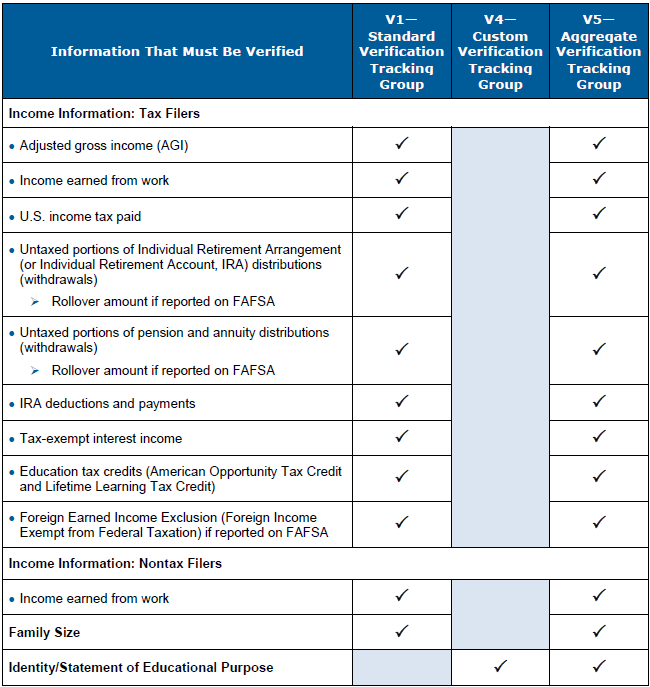 Information That Must Be Verified
V1—
Standard
Verification
Tracking
Group
V4—
Custom
Verification
Tracking
Group
V5—
Aggregate
Verification
Tracking
Group
Income Information: Tax Filers
• Adjusted gross income (AGI) ✓ ✓
• Income earned from work ✓ ✓
• U.S. income tax paid ✓ ✓
• Untaxed portions of Individual Retirement Arrangement
(or Individual Retirement Account, IRA) distributions
(withdrawals) ✓ ✓
➢ Rollover amount if reported on FAFSA
• Untaxed portions of pension and annuity distributions
(withdrawals) ✓ ✓
➢ Rollover amount if reported on FAFSA
• IRA deductions and payments ✓ ✓
• Tax-exempt interest income ✓ ✓
• Education tax credits (American Opportunity Tax Credit
and Lifetime Learning Tax Credit) ✓ ✓
• Foreign Earned Income Exclusion (Foreign Income
Exempt from Federal Taxation) if reported on FAFSA ✓ ✓
Income Information: Nontax Filers
• Income earned from work ✓ ✓
Family Size ✓ ✓
Identity/Statement of Educational Purpose ✓ ✓